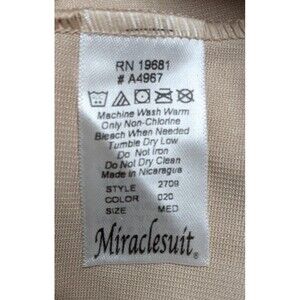 RN 19681
# A4967
Machine Wash Warm
Only Non-Chlorine
Bleach When Needed
Tumble Dry Low
Do Not Iron
Do Not Dry Clean
Made in Nicaragua
STYLE 2709
COLOR 020
SIZE MED
Miraclesuit®